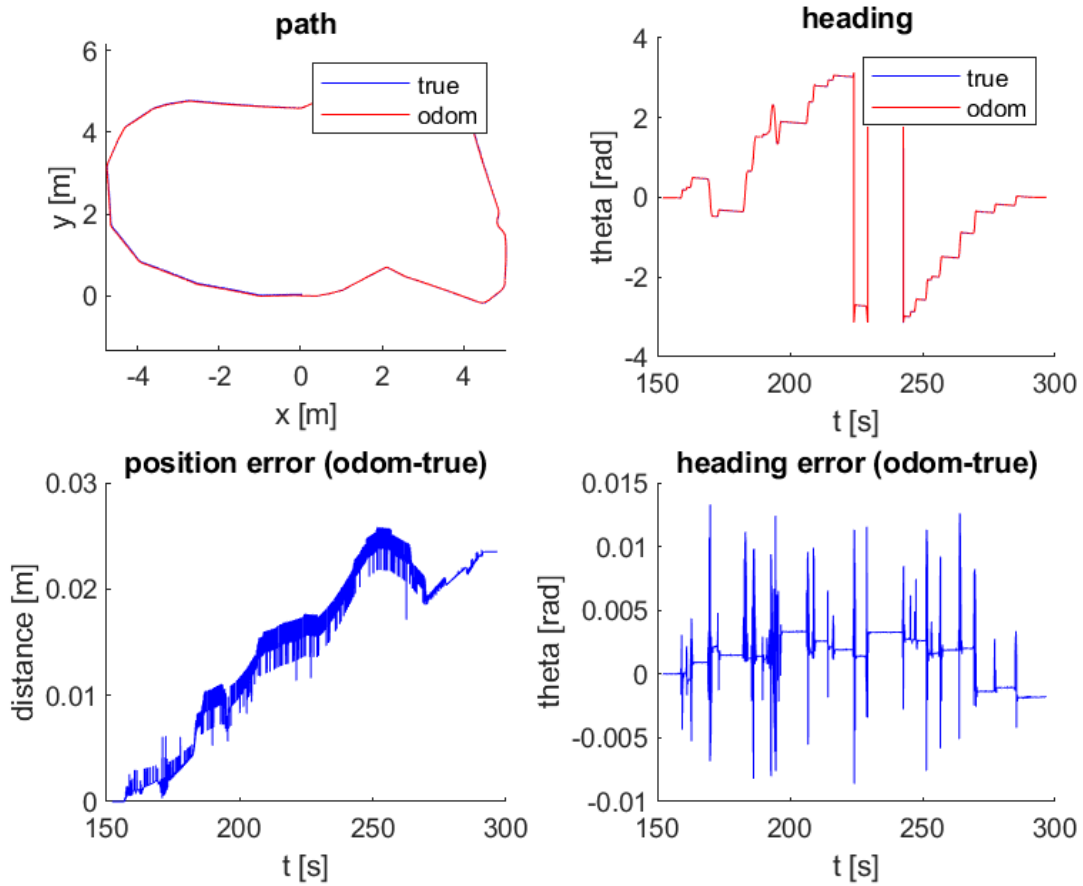 path
6
4
2
0
y [m]
-4
-2
0
2
4
x [m]
true
odom
heading
4
2
0
-2
-4
theta [rad]
150
200
250
300
t [s]
true
odom
position error (odom-true)
0.03
0.02
0.01
0
distance [m]
150
200
250
300
t [s]
heading error (odom-true)
0.015
0.01
0.005
0
-0.005
-0.01
theta [rad]
150
200
250
300
t [s]